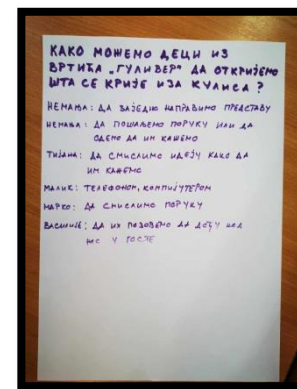 КАКО МОЖЕМО ДЕЦИ ИЗ
ВРТИЋА „ГУЛИВЕР" ДА ОТКРИЈЕМО
ШТА СЕ КРИЈЕ ИЗА КУЛИСА ?
НЕМАЊА: ДА ЗАЈЕДНО НАПРАВИМО ПРЕДСТАВУ
НЕМАЊА: ДА ПОШАЉЕМО ПОРУКУ ИЛИ ДА
ОДЕМО ДА ИМ КАЖЕМО
ТИЈАНА: ДА СМИСЛИМО ИДЕЈУ КАКО ДА
ИМ КАЖЕМО
МАЛИК: ТЕЛЕФОНОМ, КОМПЈУТЕРОМ
МАРКО: ДА СМИСЛИМО ПОРУКУ
ВАСИЛИЈЕ: ДА ИХ ПОЗОВЕМО ДА ДОЂУ КОД
НАС У ГОСТЕ